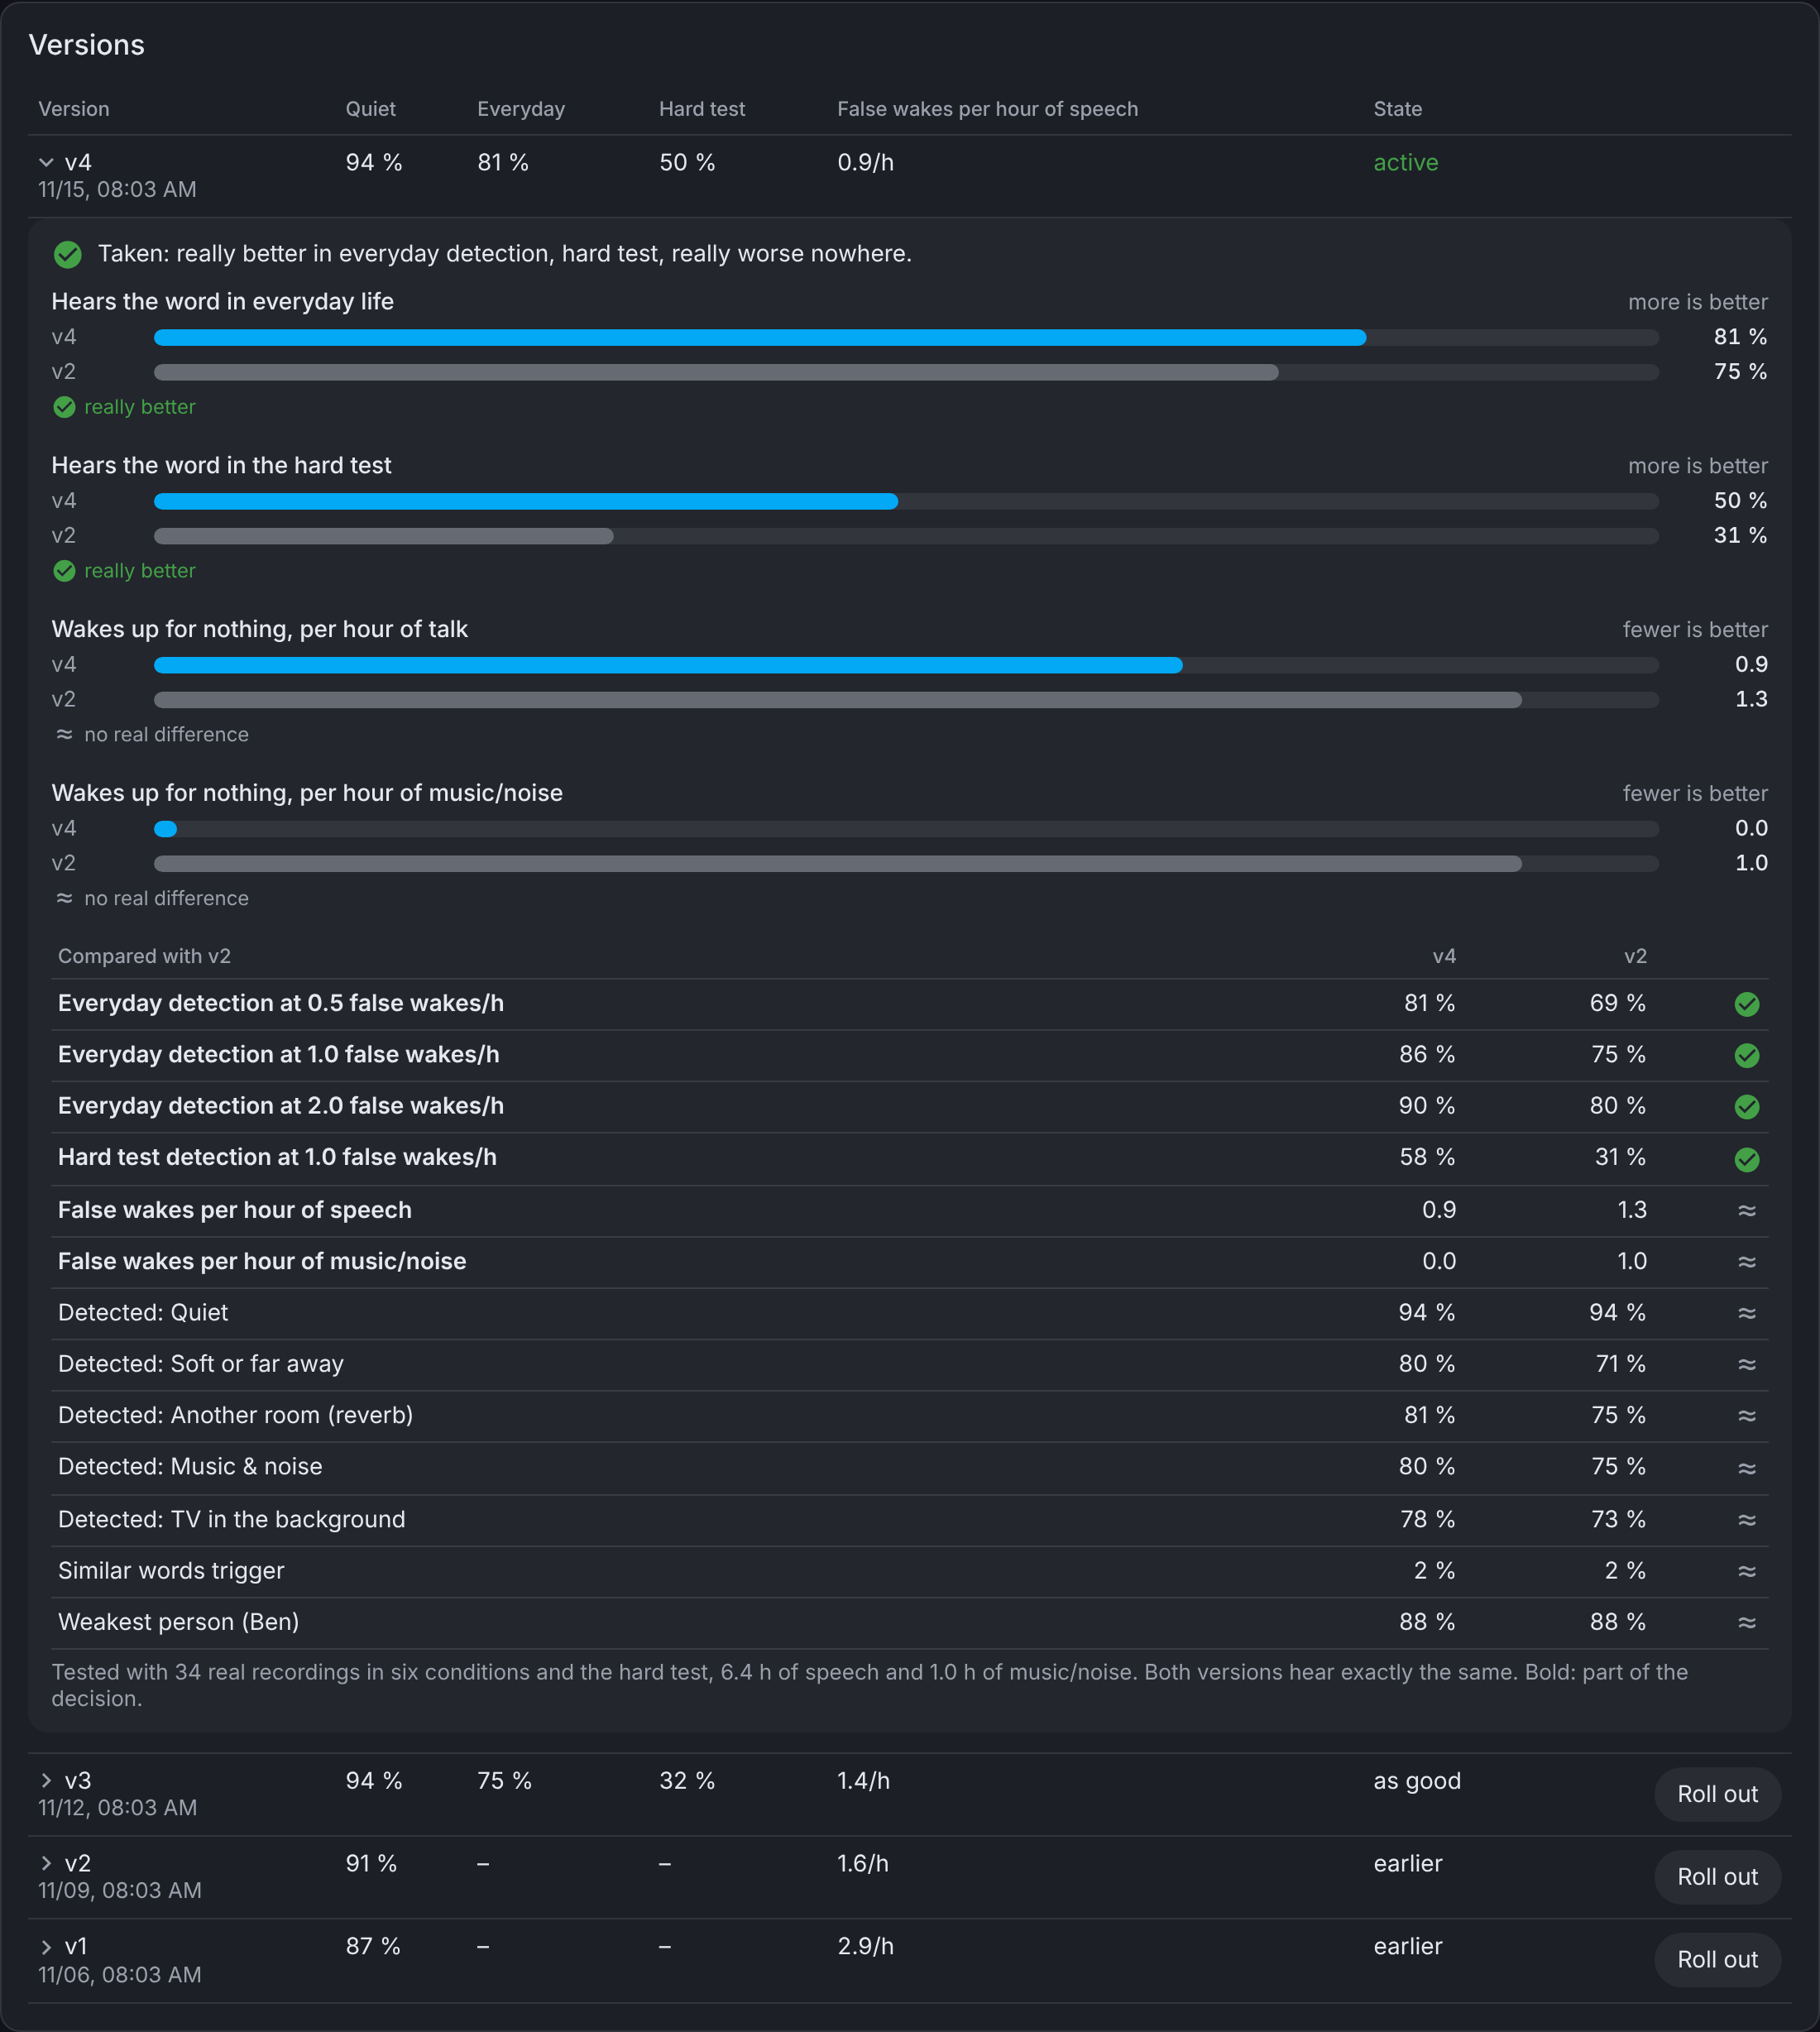 Versions
Version Quiet Everyday Hard test False wakes per hour of speech State
v4 94 % 81 % 50 % 0.9/h active
11/15, 08:03 AM
Taken: really better in everyday detection, hard test, really worse nowhere.
Hears the word in everyday life more is better
v4 81 %
v2 75 %
really better
Hears the word in the hard test more is better
v4 50 %
v2 31 %
really better
Wakes up for nothing, per hour of talk fewer is better
v4 0.9
v2 1.3
≈ no real difference
Wakes up for nothing, per hour of music/noise fewer is better
v4 0.0
v2 1.0
≈ no real difference
Compared with v2 v4 v2
Everyday detection at 0.5 false wakes/h 81 % 69 %
Everyday detection at 1.0 false wakes/h 86 % 75 %
Everyday detection at 2.0 false wakes/h 90 % 80 %
Hard test detection at 1.0 false wakes/h 58 % 31 %
False wakes per hour of speech 0.9 1.3 ≈
False wakes per hour of music/noise 0.0 1.0 ≈
Detected: Quiet 94 % 94 % ≈
Detected: Soft or far away 80 % 71 % ≈
Detected: Another room (reverb) 81 % 75 % ≈
Detected: Music & noise 80 % 75 % ≈
Detected: TV in the background 78 % 73 % ≈
Similar words trigger 2 % 2 % ≈
Weakest person (Ben) 88 % 88 % ≈
Tested with 34 real recordings in six conditions and the hard test, 6.4 h of speech and 1.0 h of music/noise. Both versions hear exactly the same. Bold: part of the
decision.
v3 94 % 75 % 32 % 1.4/h as good Roll out
11/12, 08:03 AM
v2 91 % – – 1.6/h earlier Roll out
11/09, 08:03 AM
v1 87 % – – 2.9/h earlier Roll out
11/06, 08:03 AM